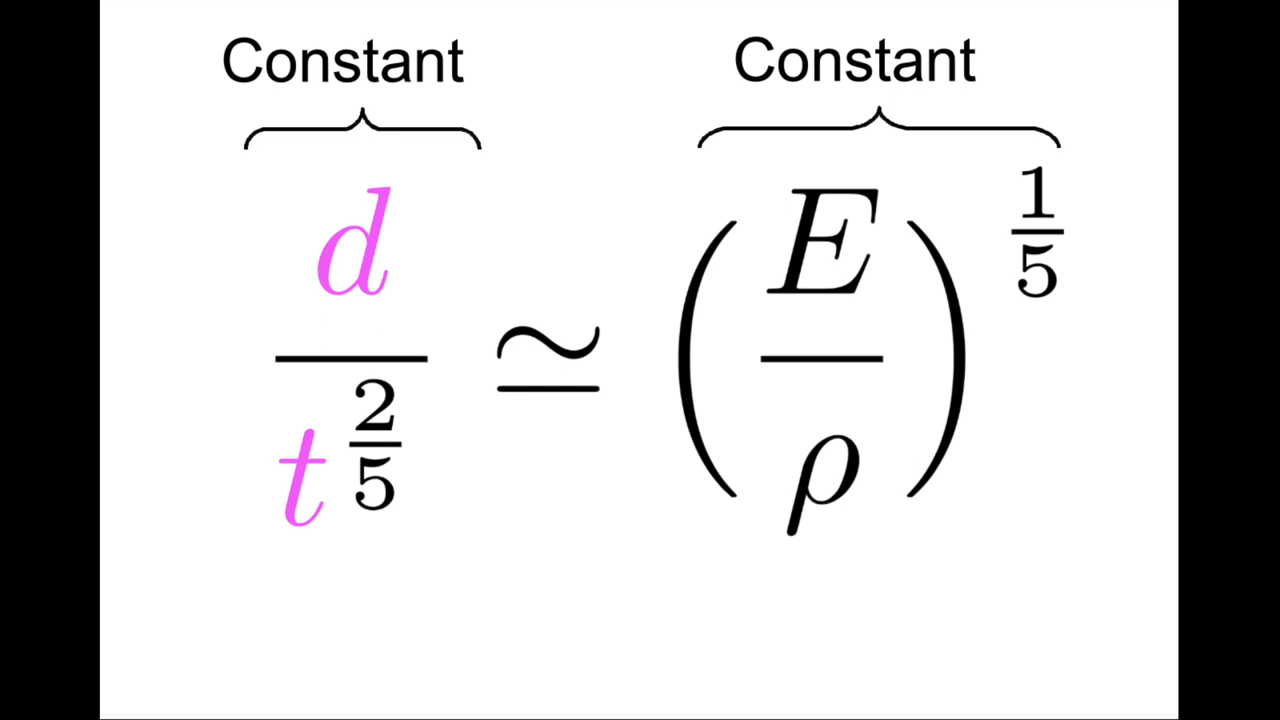 Constant Constant
d / t^(2/5) ≃ (E / ρ)^(1/5)